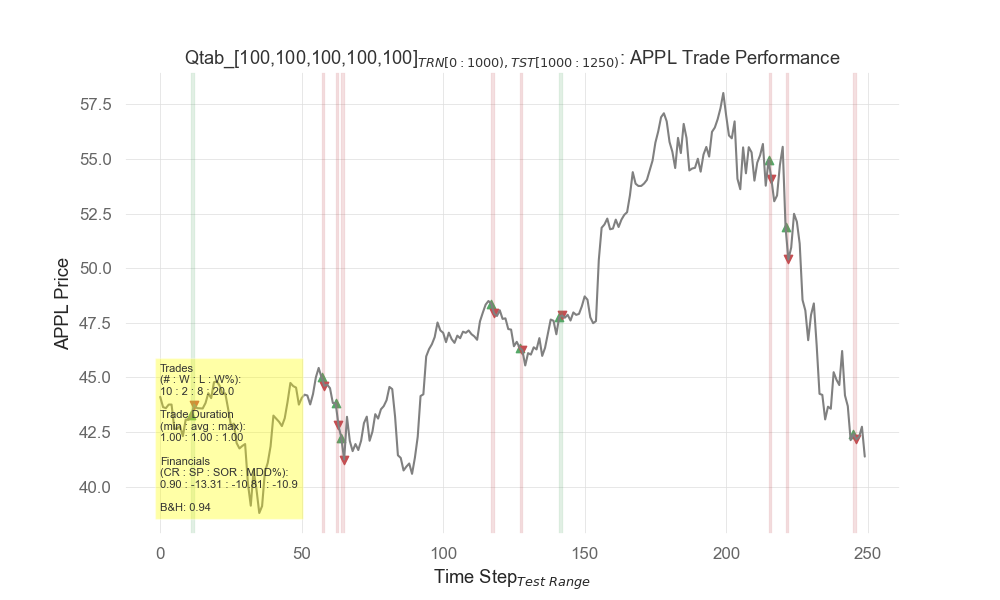 Qtab_[100,100,100,100,100]TRN[0:1000),TST[1000:1250): APPL Trade Performance
57.5
55.0
52.5
50.0
47.5
45.0
42.5
40.0
APPL Price
Trades
(# : W : L : W%):
10 : 2 : 8 : 20.0
Trade Duration
(min : avg : max):
1.00 : 1.00 : 1.00
Financials
(CR : SP : SOR : MDD%):
0.90 : -13.31 : -10.81 : -10.9
B&H: 0.94
0 50 100 150 200 250
Time StepTest Range